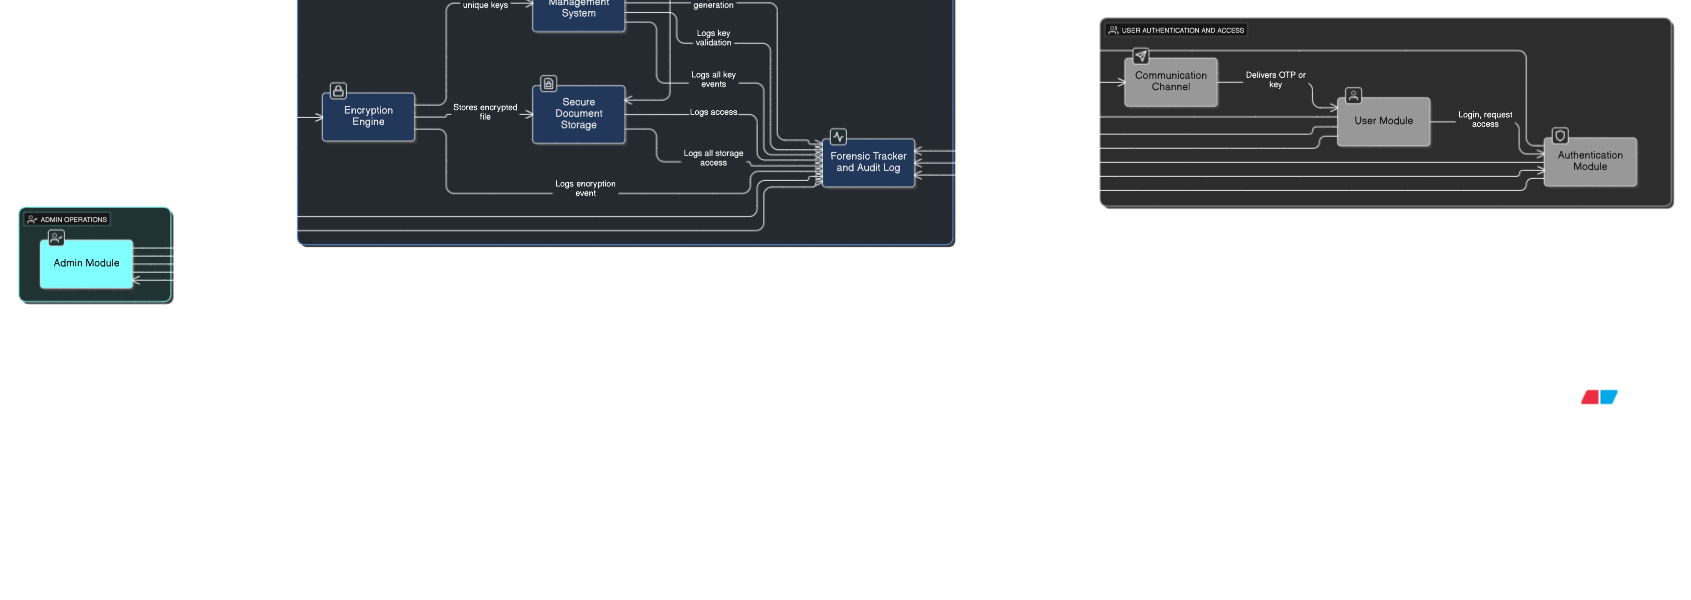 unique keys
Management
System
generation
Logs key
validation
Logs all key
events
Encryption
Engine
Stores encrypted
file
Secure
Document
Storage
Logs access
Logs all storage
access
Logs encryption
event
Forensic Tracker
and Audit Log
ADMIN OPERATIONS
Admin Module
USER AUTHENTICATION AND ACCESS
Communication
Channel
Delivers OTP or
key
User Module
Login, request
access
Authentication
Module